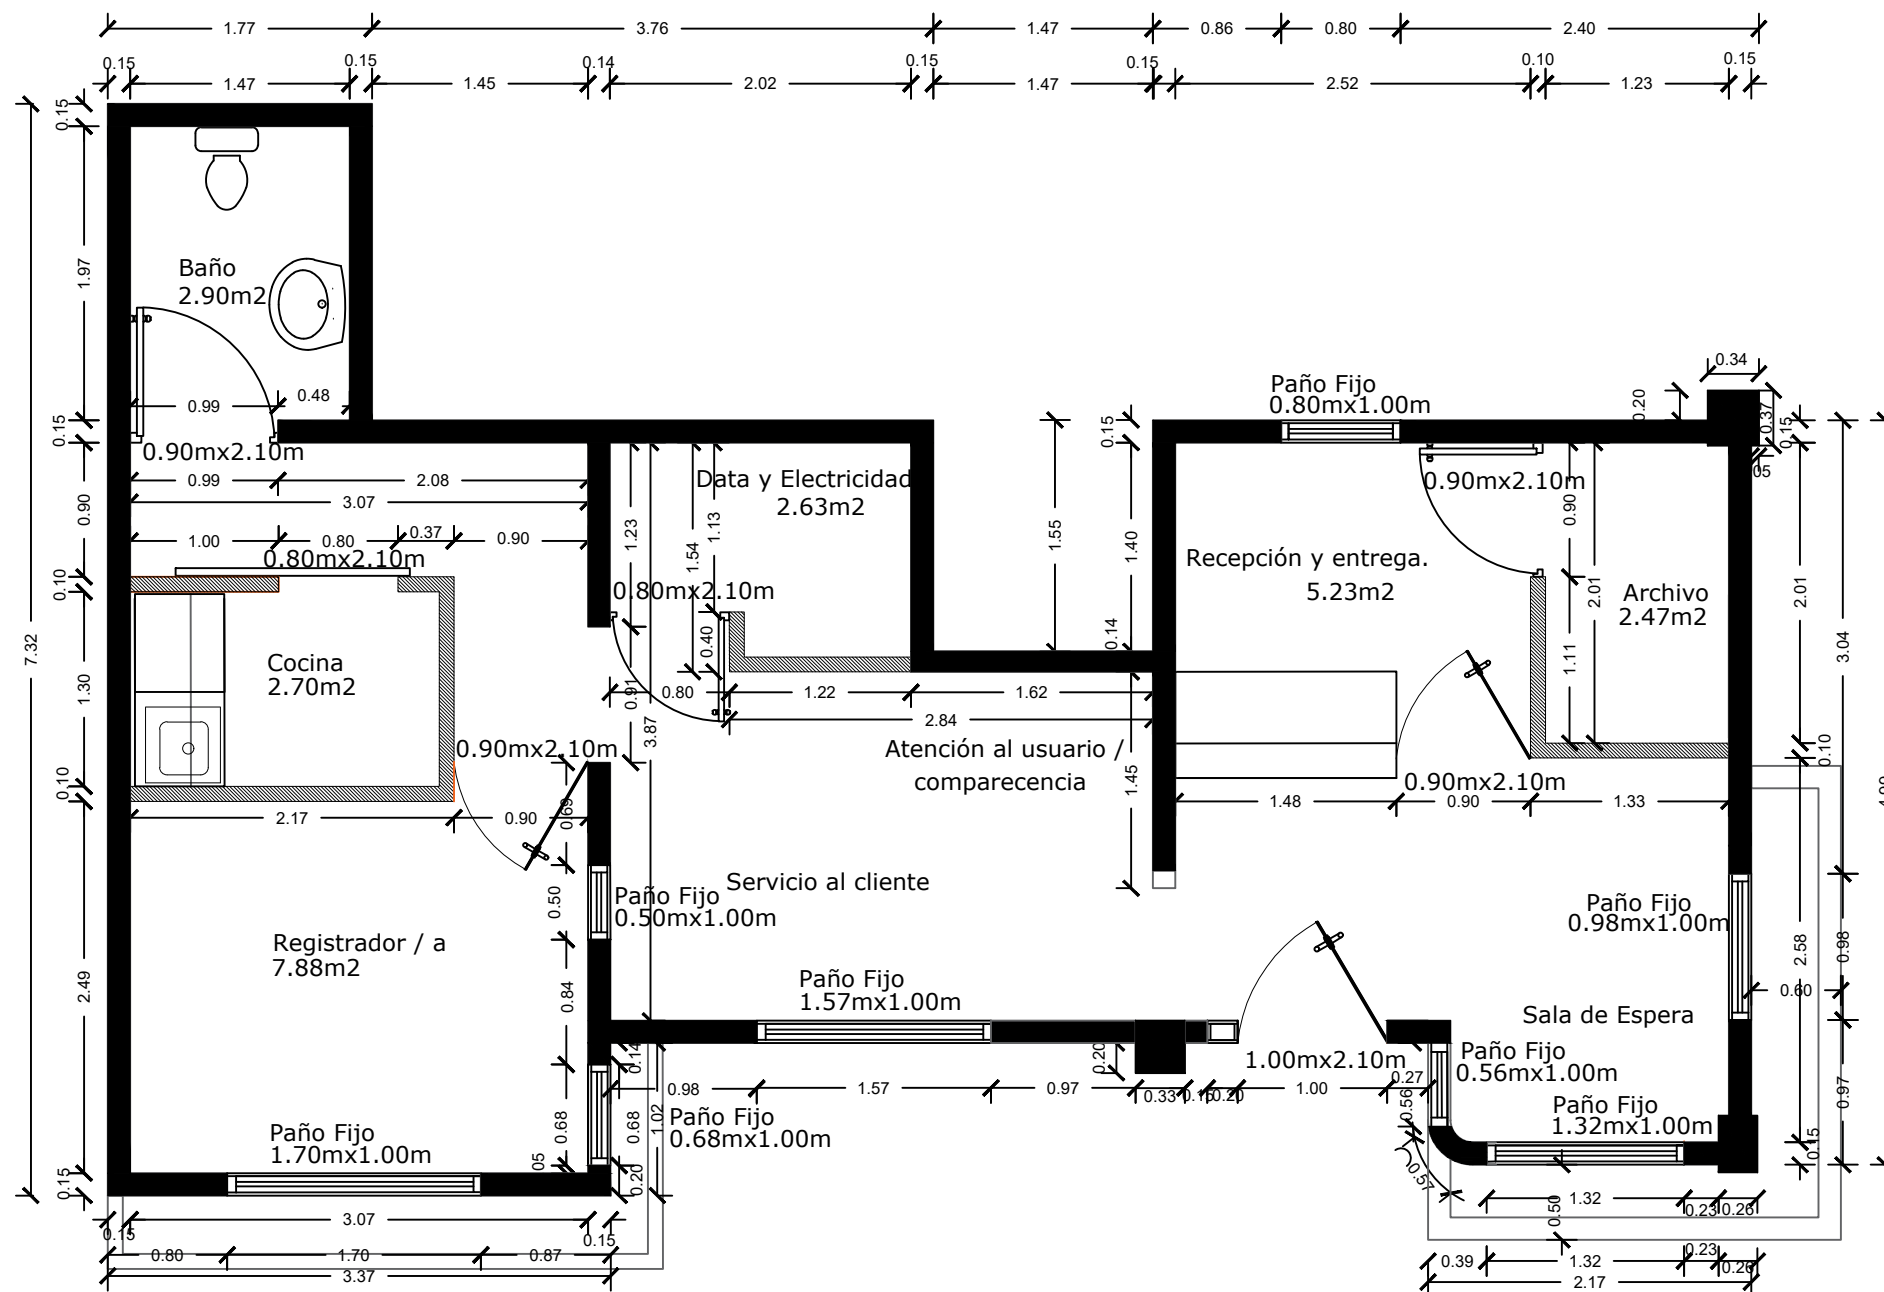 1.77
3.76
1.47
0.86
0.80
2.40
0.15
0.15
0.14
0.15
0.15
0.10
0.15
1.47
1.45
2.02
1.47
2.52
1.23
0.15
1.97
0.15
0.90
0.10
1.30
0.10
2.49
0.15
7.32
Baño
2.90m2
0.99
0.48
0.90mx2.10m
0.99
2.08
3.07
1.00
0.80
0.37
0.90
0.80mx2.10m
Cocina
2.70m2
0.90mx2.10m
2.17
0.90
Registrador / a
7.88m2
Paño Fijo
1.70mx1.00m
0.69
0.50
0.84
0.68
05
Data y Electricidad
2.63m2
1.23
1.54
1.13
0.80mx2.10m
0.40
0.91
3.87
0.80
1.22
1.62
2.84
Atención al usuario /
comparecencia
Servicio al cliente
Paño Fijo
0.50mx1.00m
Paño Fijo
1.57mx1.00m
1.55
0.15
1.40
0.14
1.45
Paño Fijo
0.80mx1.00m
0.20
0.34
0.37
0.15
05
0.90mx2.10m
Recepción y entrega.
5.23m2
0.90
2.01
1.11
Archivo
2.47m2
2.01
3.04
0.10
0.90mx2.10m
1.48
0.90
1.33
Paño Fijo
0.98mx1.00m
2.58
0.98
0.60
0.97
0.15
Sala de Espera
Paño Fijo
0.56mx1.00m
Paño Fijo
1.32mx1.00m
1.00mx2.10m
0.14
0.98
1.57
0.97
0.20
0.33
0.15
0.20
1.00
0.27
0.56
0.57
0.68
1.02
0.20
Paño Fijo
0.68mx1.00m
0.15
3.07
0.15
0.80
1.70
0.87
3.37
1.32
0.23
0.26
0.50
0.39
1.32
0.23
0.26
2.17